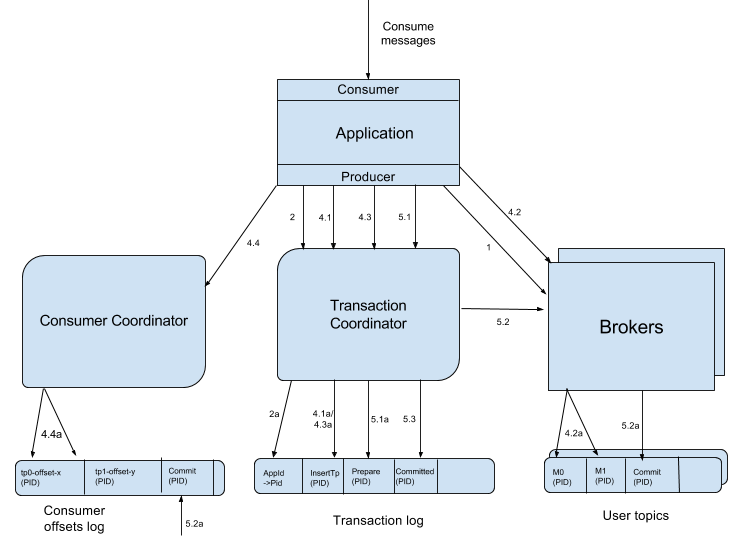 Consume
messages
Consumer
Application
Producer
2
4.1
4.3
5.1
4.2
4.4
1
Consumer Coordinator
Transaction
Coordinator
Brokers
5.2
4.4a
2a
4.1a/
4.3a
5.1a
5.3
4.2a
5.2a
tp0-offset-x
(PID)
tp1-offset-y
(PID)
Commit
(PID)
AppId
->Pid
InsertTp
(PID)
Prepare
(PID)
Committed
(PID)
M0
(PID)
M1
(PID)
Commit
(PID)
Consumer
offsets log
5.2a
Transaction log
User topics